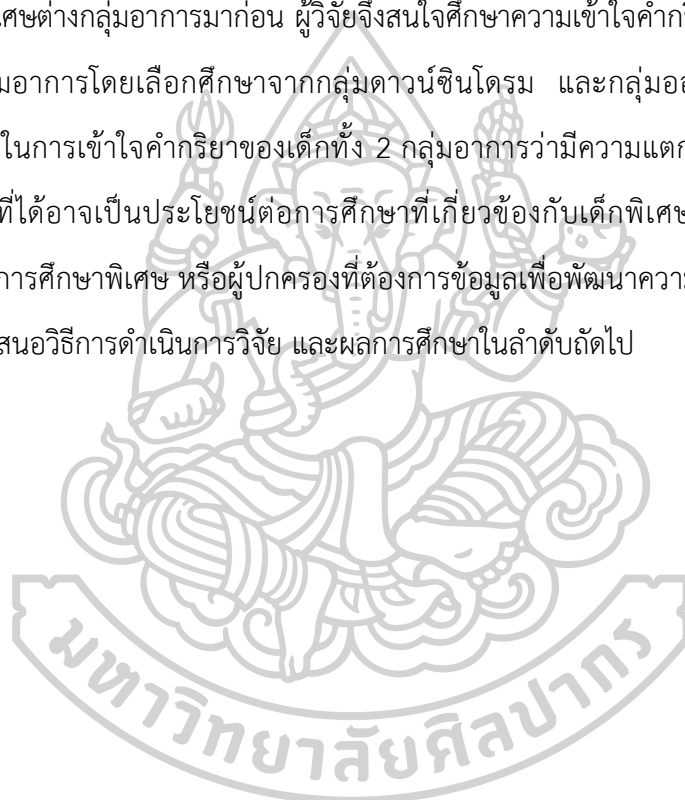 เศษต่างกลุ่มอาการมาก่อน ผู้วิจัยจึงสนใจศึกษาความเข้าใจคำกริ
มอาการโดยเลือกศึกษาจากกลุ่มดาวน์ซินโดรม และกลุ่มออ
ในการเข้าใจคำกริยาของเด็กทั้ง 2 กลุ่มอาการว่ามีความแตก
ที่ได้อาจเป็นประโยชน์ต่อการศึกษาที่เกี่ยวข้องกับเด็กพิเศษ
การศึกษาพิเศษ หรือผู้ปกครองที่ต้องการข้อมูลเพื่อพัฒนาความ
สนอวิธีการดำเนินการวิจัย และผลการศึกษาในลำดับถัดไป
มหาวิทยาลัยศิลปากร